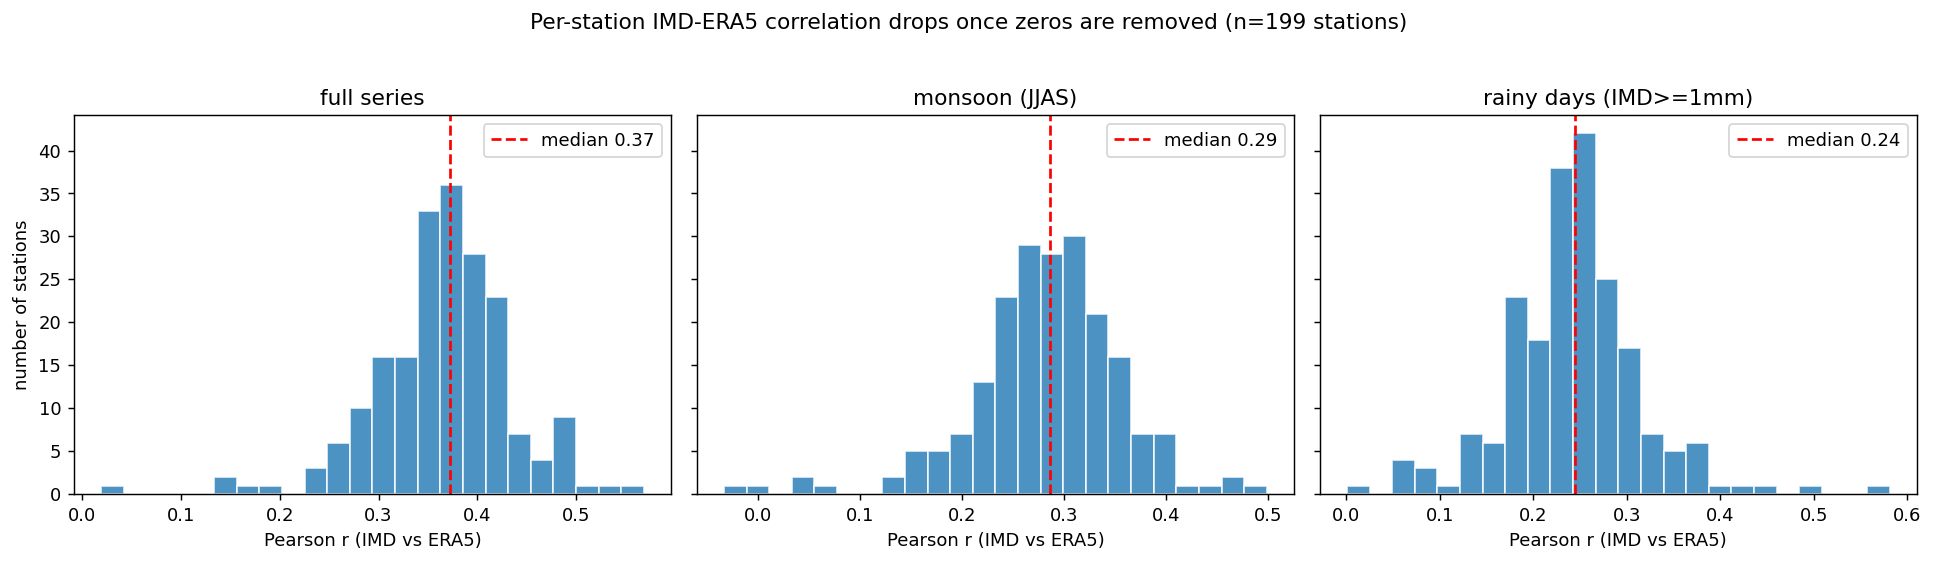 Per-station IMD-ERA5 correlation drops once zeros are removed (n=199 stations)
full series
monsoon (JJAS)
rainy days (IMD>=1mm)
median 0.37
median 0.29
median 0.24
number of stations
40
35
30
25
20
15
10
5
0
0.0 0.1 0.2 0.3 0.4 0.5
0.0 0.1 0.2 0.3 0.4 0.5
0.0 0.1 0.2 0.3 0.4 0.5 0.6
Pearson r (IMD vs ERA5)
Pearson r (IMD vs ERA5)
Pearson r (IMD vs ERA5)